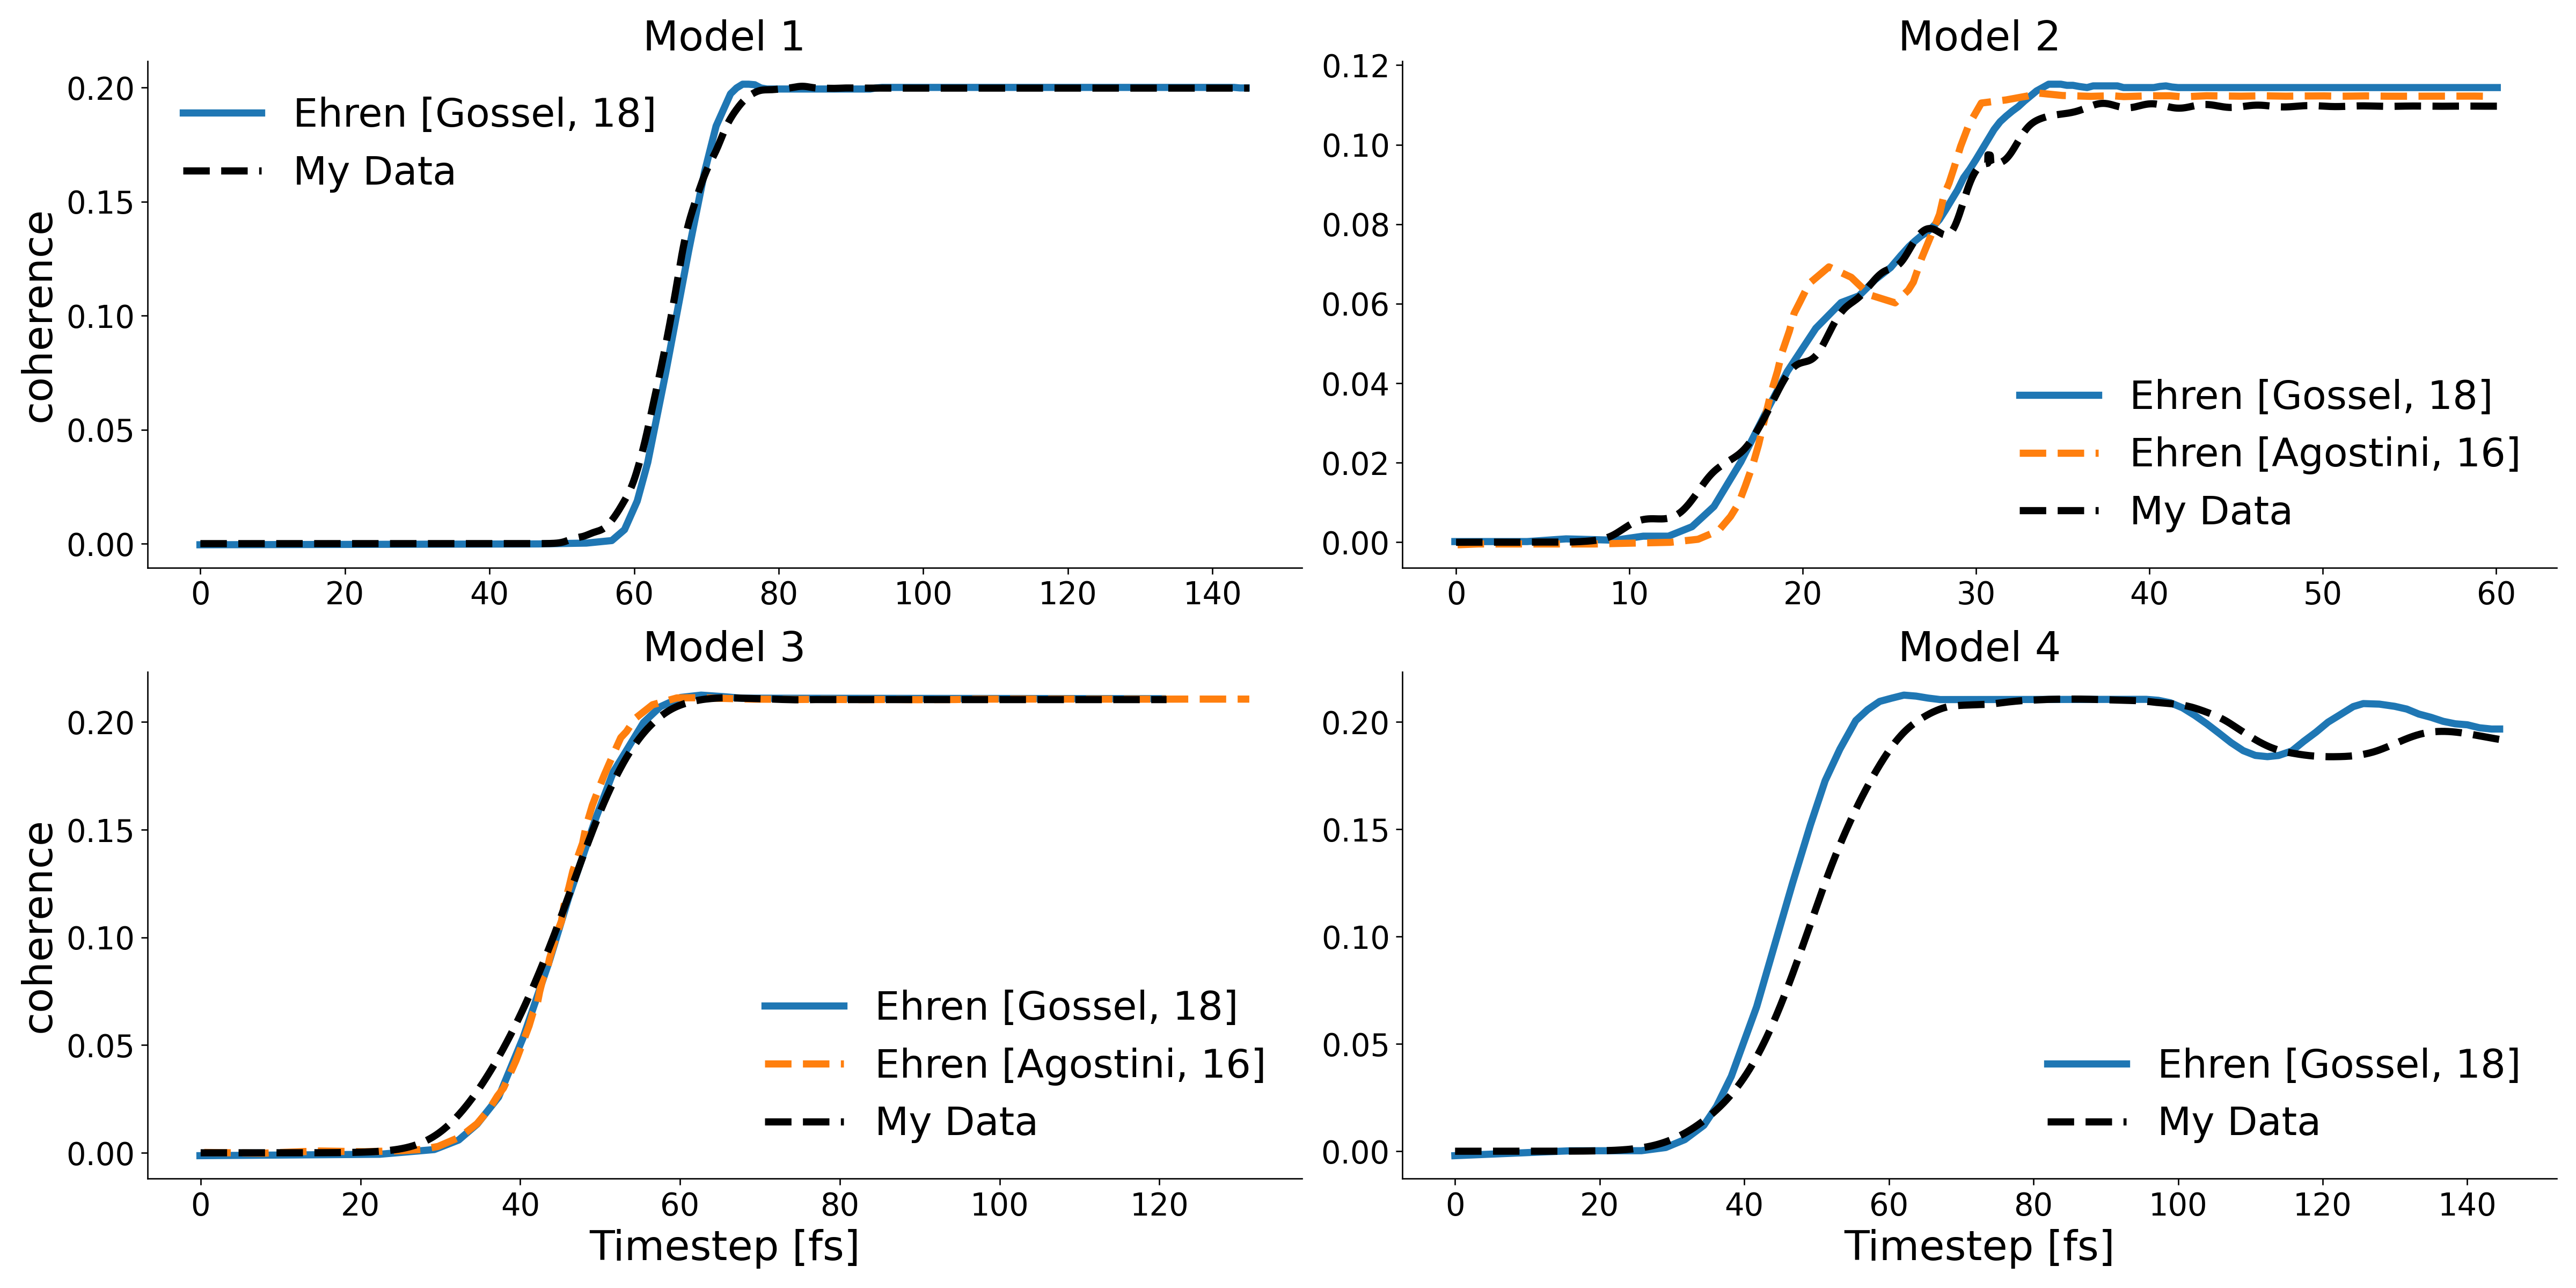 Model 1
0.20
0.15
0.10
0.05
0.00
coherence
Ehren [Gossel, 18]
My Data
0 20 40 60 80 100 120 140
Model 2
0.12
0.10
0.08
0.06
0.04
0.02
0.00
Ehren [Gossel, 18]
Ehren [Agostini, 16]
My Data
0 10 20 30 40 50 60
Model 3
0.20
0.15
0.10
0.05
0.00
coherence
Ehren [Gossel, 18]
Ehren [Agostini, 16]
My Data
0 20 40 60 80 100 120
Timestep [fs]
Model 4
0.20
0.15
0.10
0.05
0.00
Ehren [Gossel, 18]
My Data
0 20 40 60 80 100 120 140
Timestep [fs]